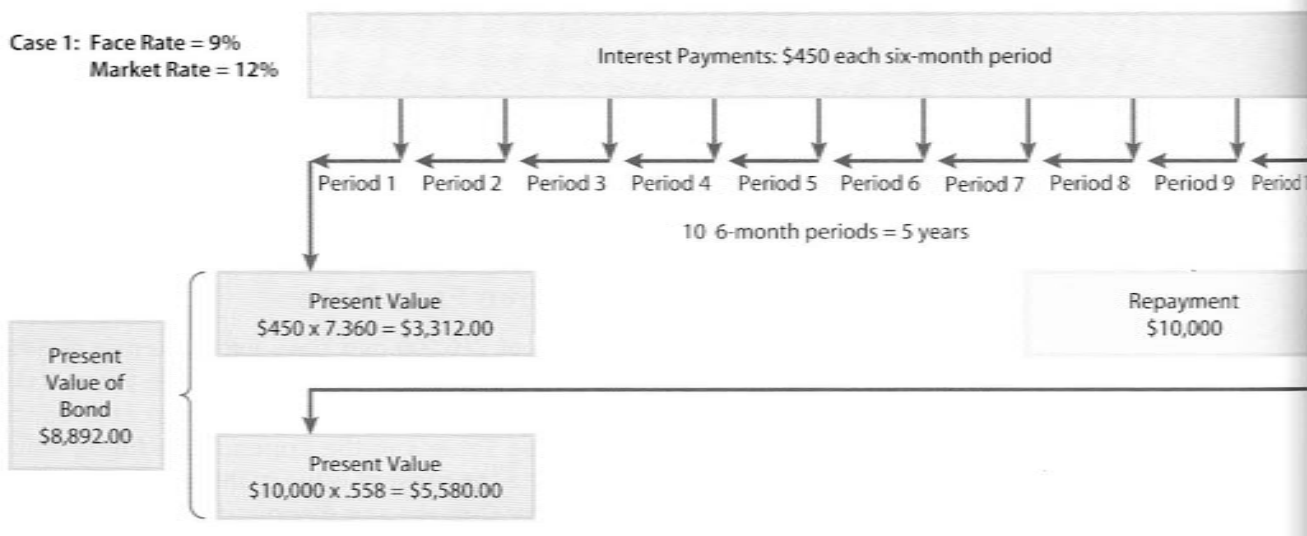 Case 1: Face Rate = 9%
Market Rate = 12%
Interest Payments: $450 each six-month period
Period 1 Period 2 Period 3 Period 4 Period 5 Period 6 Period 7 Period 8 Period 9 Period 1
10 6-month periods = 5 years
Present Value
$450 x 7.360 = $3,312.00
Repayment
$10,000
Present
Value of
Bond
$8,892.00
Present Value
$10,000 x .558 = $5,580.00